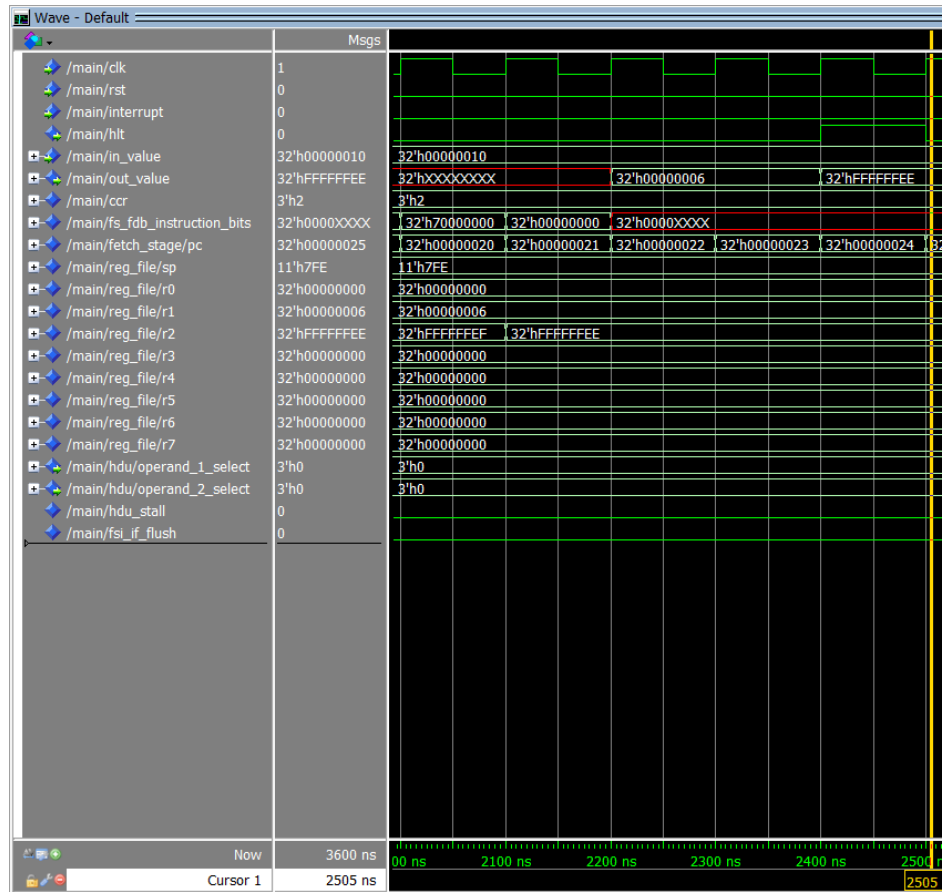 Wave - Default
Msgs
/main/clk 1
/main/rst 0
/main/interrupt 0
/main/hlt 0
/main/in_value 32'h00000010 32'h00000010
/main/out_value 32'hFFFFFFEE 32'hXXXXXXXX 32'h00000006 32'hFFFFFFEE
/main/ccr 3'h2 3'h2
/main/fs_fdb_instruction_bits 32'h0000XXXX 32'h70000000 32'h00000000 32'h0000XXXX
/main/fetch_stage/pc 32'h00000025 32'h00000020 32'h00000021 32'h00000022 32'h00000023 32'h00000024
/main/reg_file/sp 11'h7FE 11'h7FE
/main/reg_file/r0 32'h00000000 32'h00000000
/main/reg_file/r1 32'h00000006 32'h00000006
/main/reg_file/r2 32'hFFFFFFEE 32'hFFFFFFEF 32'hFFFFFFEE
/main/reg_file/r3 32'h00000000 32'h00000000
/main/reg_file/r4 32'h00000000 32'h00000000
/main/reg_file/r5 32'h00000000 32'h00000000
/main/reg_file/r6 32'h00000000 32'h00000000
/main/reg_file/r7 32'h00000000 32'h00000000
/main/hdu/operand_1_select 3'h0 3'h0
/main/hdu/operand_2_select 3'h0 3'h0
/main/hdu_stall 0
/main/fsi_if_flush 0
Now 3600 ns 00 ns 2100 ns 2200 ns 2300 ns 2400 ns 2500 n
Cursor 1 2505 ns 2505